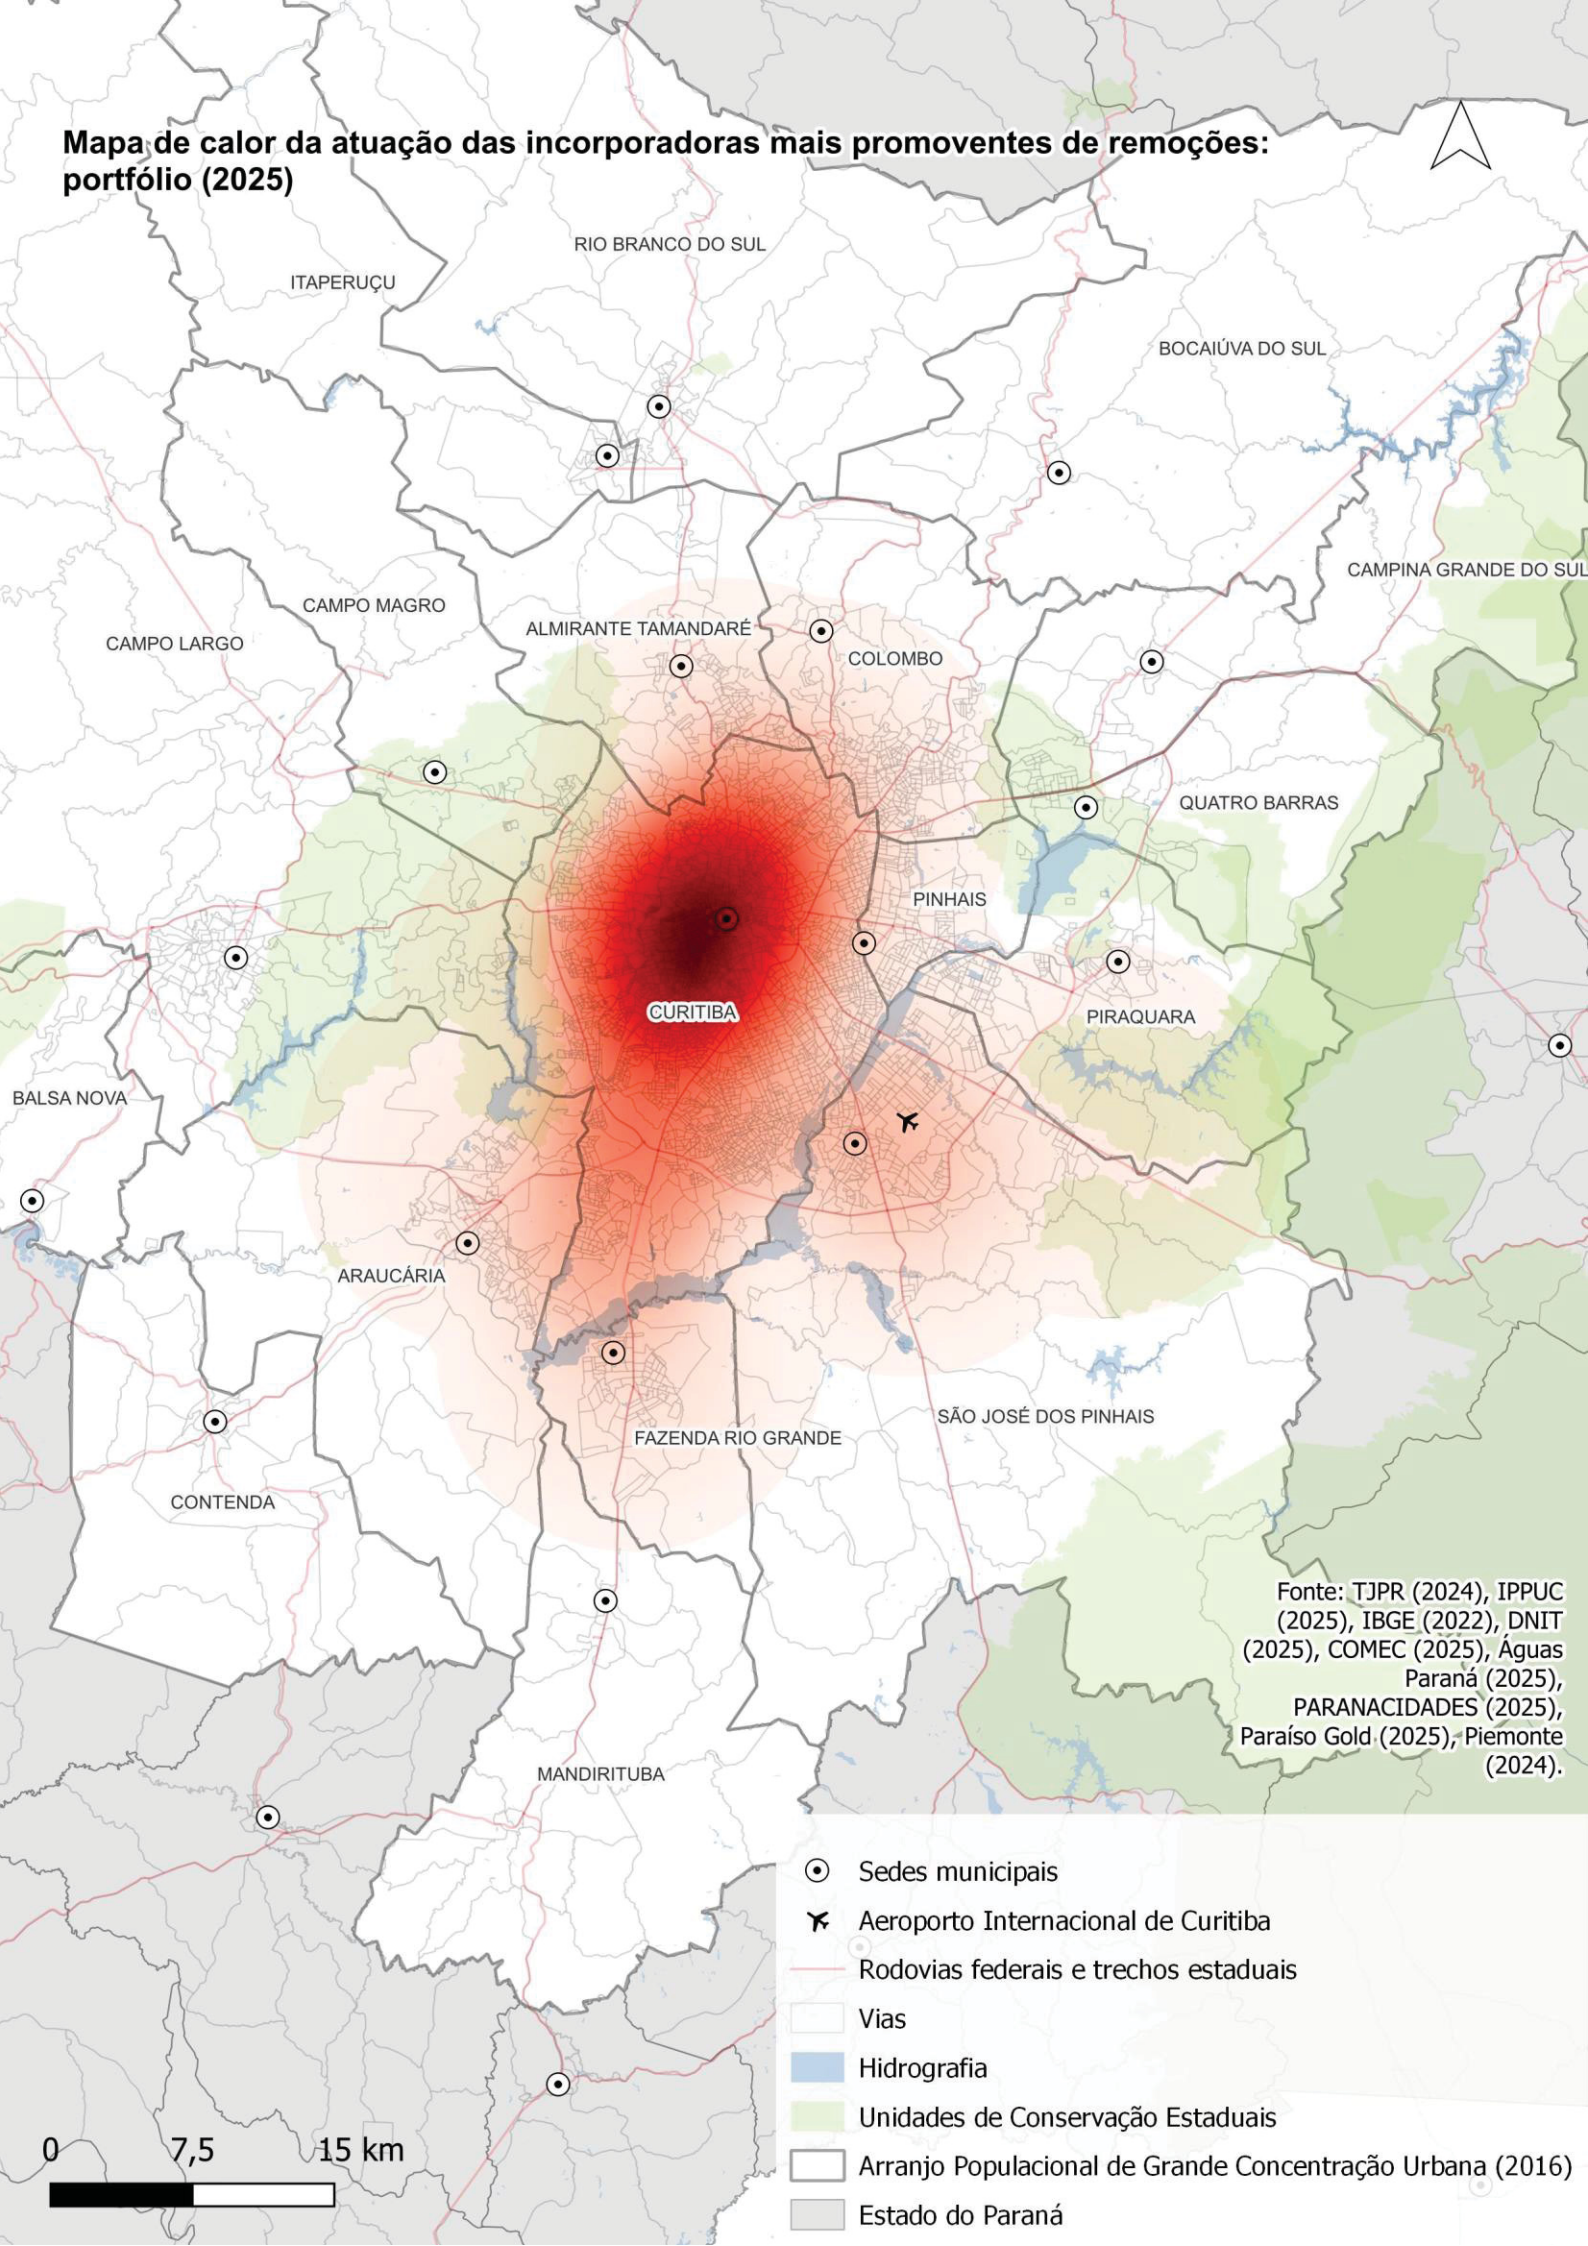 Mapa de calor da atuação das incorporadoras mais promoventes de remoções:
portfólio (2025)
RIO BRANCO DO SUL
ITAPERUÇU
BOCAIÚVA DO SUL
CAMPINA GRANDE DO SUL
CAMPO MAGRO
ALMIRANTE TAMANDARÉ
CAMPO LARGO
COLOMBO
QUATRO BARRAS
PINHAIS
CURITIBA
PIRAQUARA
BALSA NOVA
ARAUCÁRIA
SÃO JOSÉ DOS PINHAIS
FAZENDA RIO GRANDE
CONTENDA
MANDIRITUBA
Fonte: TJPR (2024), IPPUC
(2025), IBGE (2022), DNIT
(2025), COMEC (2025), Águas
Paraná (2025),
PARANACIDADES (2025),
Paraíso Gold (2025), Piemonte
(2024).
Sedes municipais
Aeroporto Internacional de Curitiba
Rodovias federais e trechos estaduais
Vias
Hidrografia
Unidades de Conservação Estaduais
Arranjo Populacional de Grande Concentração Urbana (2016)
Estado do Paraná
0 7,5 15 km